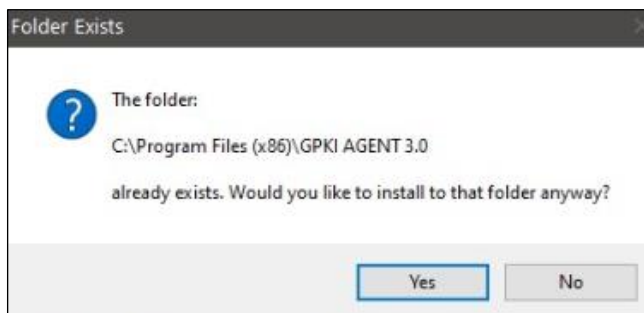 Folder Exists
?
The folder:
C:\Program Files (x86)\GPKI AGENT 3.0
already exists. Would you like to install to that folder anyway?
Yes
No